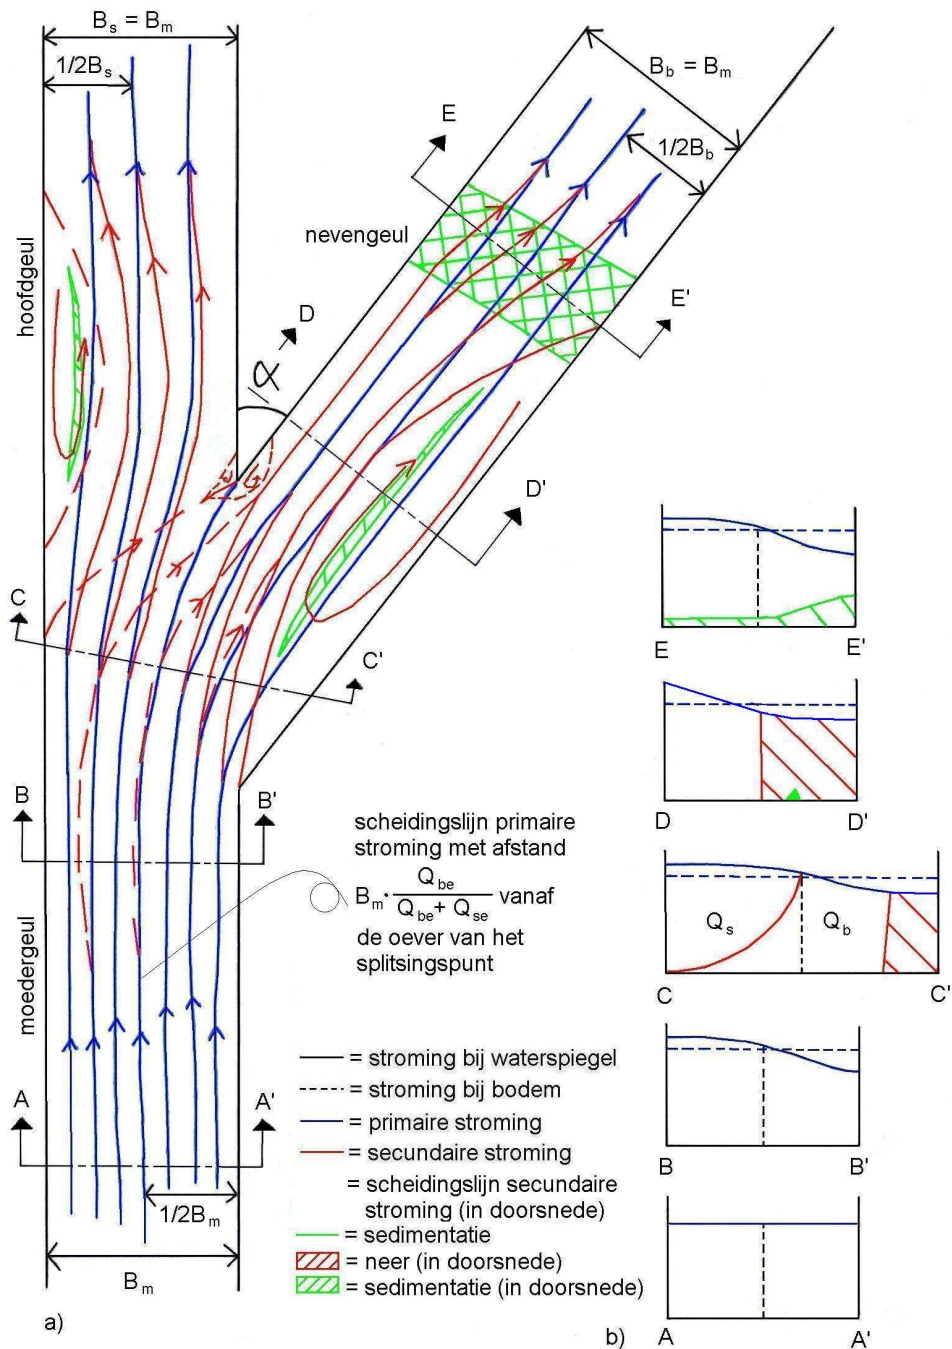 B_s = B_m
1/2B_s
B_b = B_m
1/2B_b
E
nevengeul
hoofdgeul
D
α
E'
D'
C
C'
B
B'
scheidingslijn primaire
stroming met afstand
B_m · Q_be / (Q_be + Q_se) vanaf
de oever van het
splitsingspunt
moedergeul
A
A'
1/2B_m
B_m
a)
= stroming bij waterspiegel
= stroming bij bodem
= primaire stroming
= secundaire stroming
= scheidingslijn secundaire
stroming (in doorsnede)
= sedimentatie
= neer (in doorsnede)
= sedimentatie (in doorsnede)
E E'
D D'
Q_s Q_b
C C'
B B'
A A'
b)